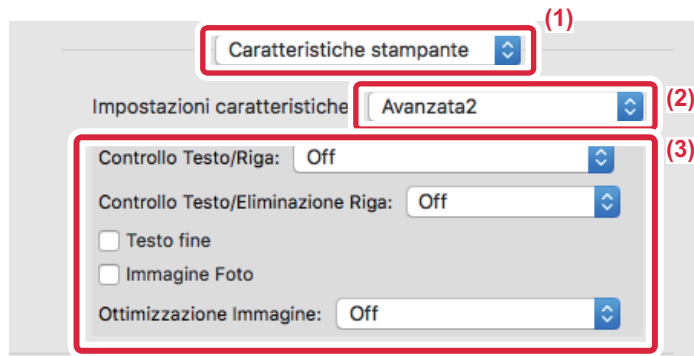 (1)
Caratteristiche stampante
Impostazioni caratteristiche Avanzata2 (2)
(3)
Controllo Testo/Riga: Off
Controllo Testo/Eliminazione Riga: Off
Testo fine
Immagine Foto
Ottimizzazione Immagine: Off